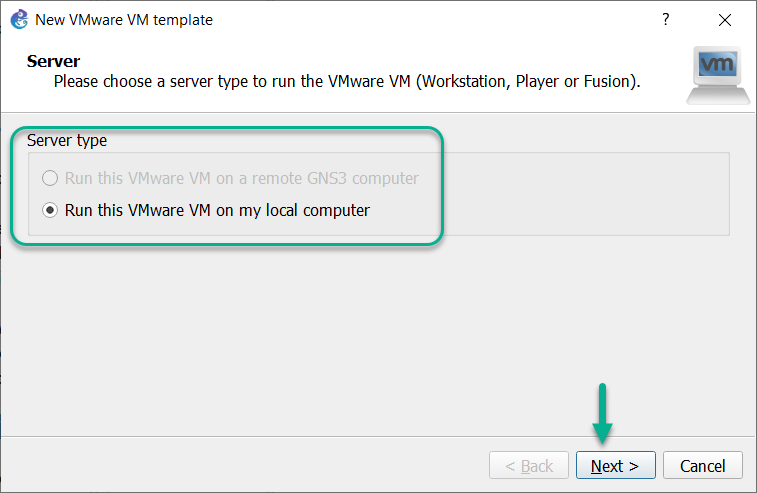 New VMware VM template
?
Server
Please choose a server type to run the VMware VM (Workstation, Player or Fusion).
vm
Server type
Run this VMware VM on a remote GNS3 computer
Run this VMware VM on my local computer
< Back
Next >
Cancel